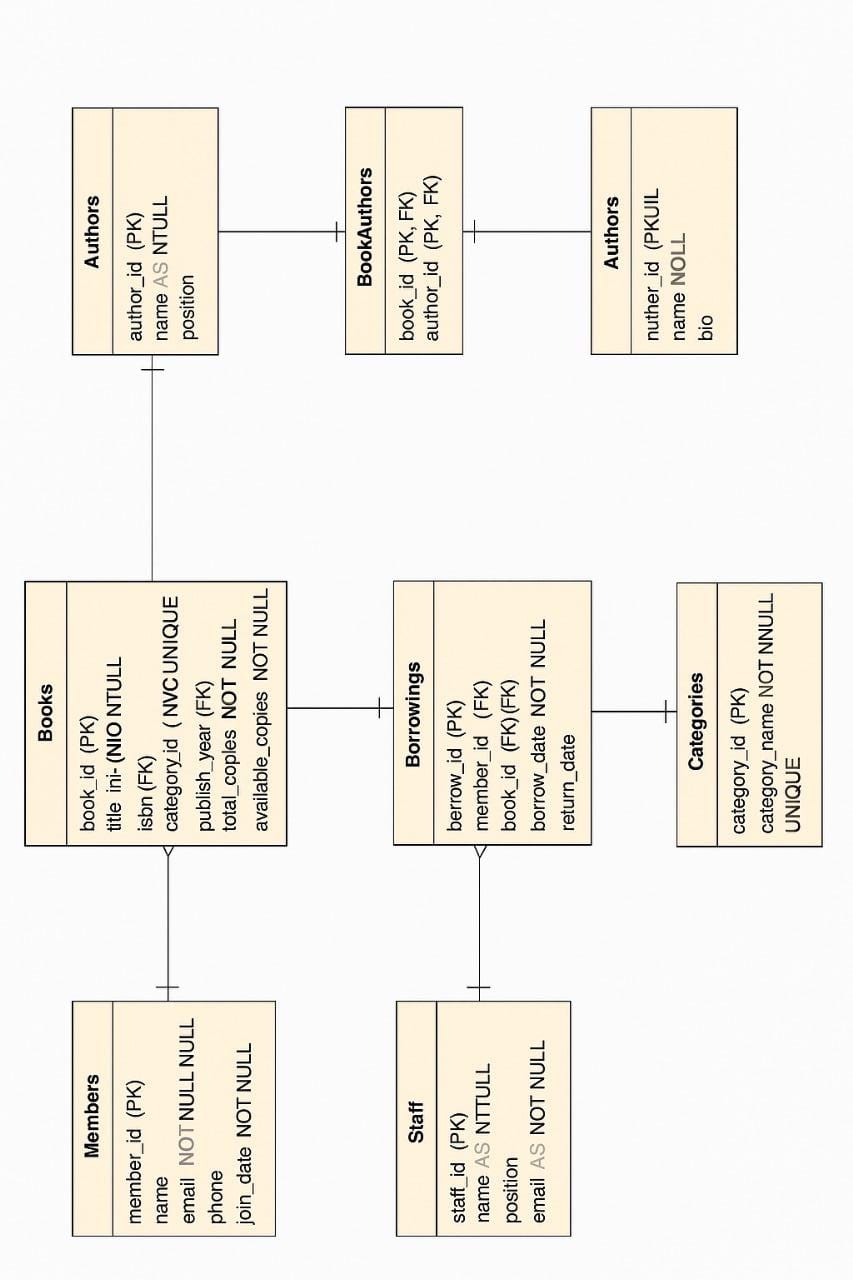 Members
member_id (PK)
name
email NOT NULL NULL
phone
join_date NOT NULL
Books
book_id (PK)
title ini- (NIO NTULL
isbn (FK)
category_id ( NVC UNIQUE
publish_year (FK)
total_coples NOT NULL
available_copies NOT NULL
Authors
author_id (PK)
name AS NTULL
position
Staff
staff_id (PK)
name AS NTTULL
position
email AS NOT NULL
Borrowings
berrow_id (PK)
member_id (FK)
book_id (FK) (FK)
borrow_date NOT NULL
return_date
BookAuthors
book_id (PK, FK)
author_id (PK, FK)
Categories
category_id (PK)
category_name NOT NNULL
UNIQUE
Authors
nuther_id (PKUIL
name NOLL
bio